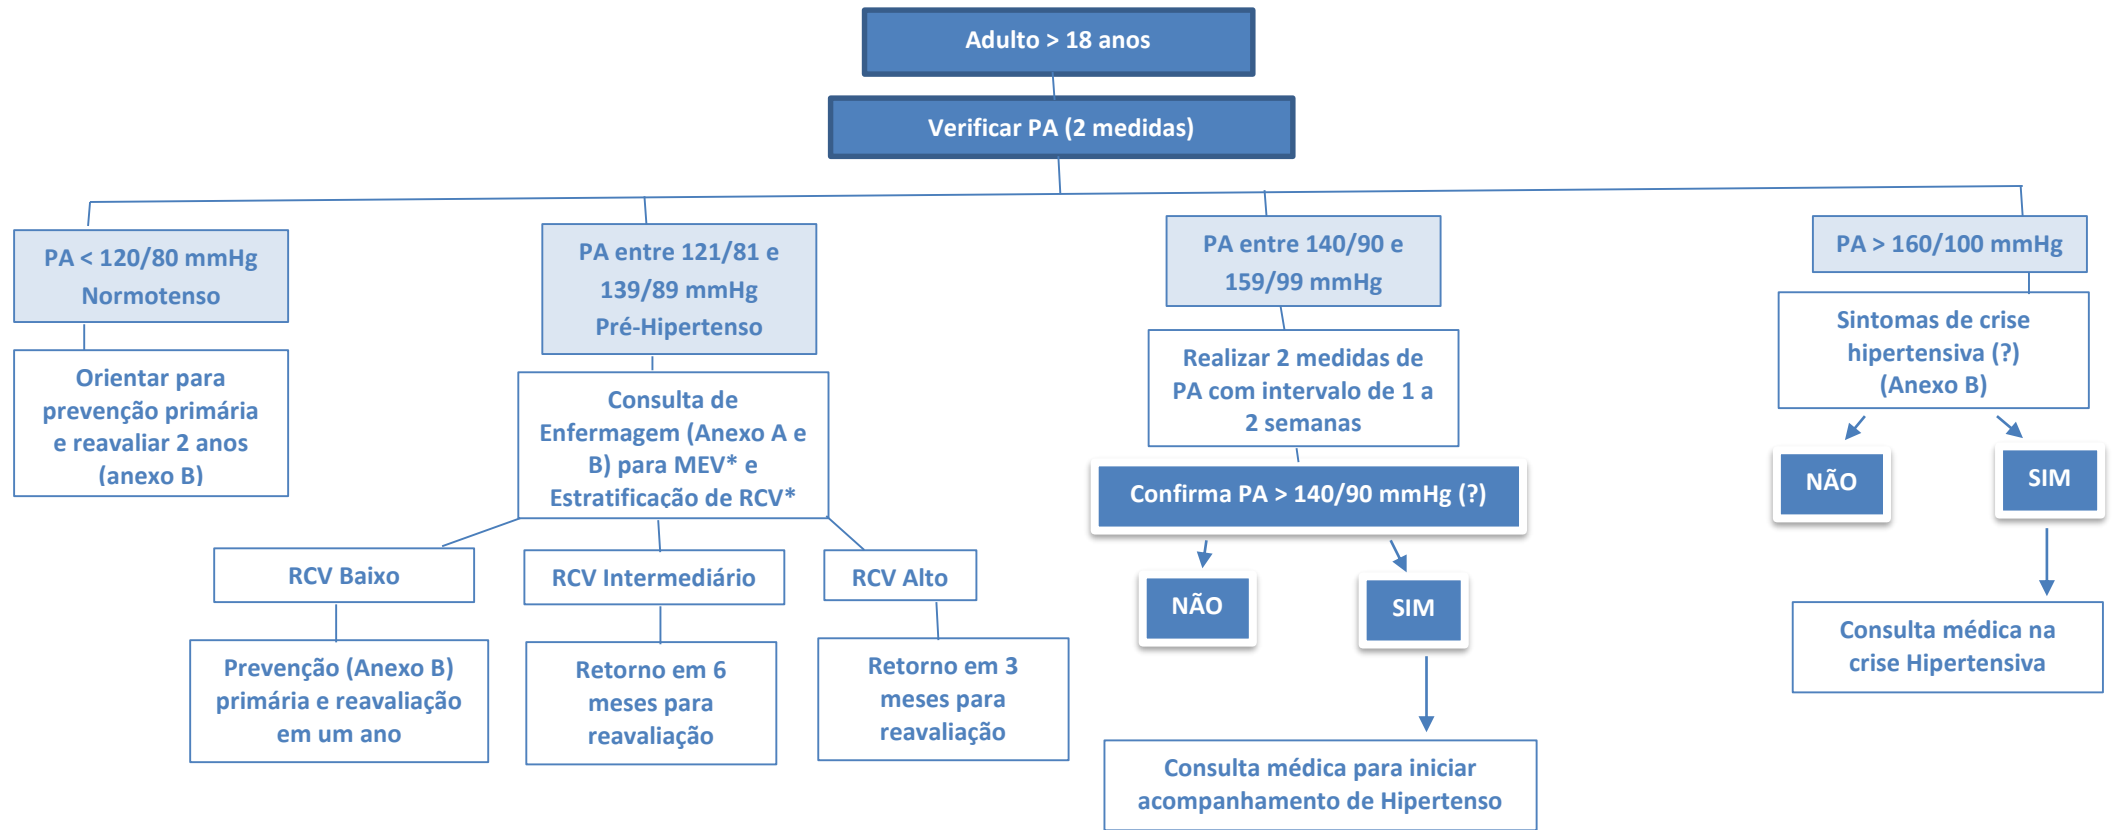 Adulto > 18 anos
Verificar PA (2 medidas)
PA < 120/80 mmHg
Normotenso
Orientar para
prevenção primária
e reavaliar 2 anos
(anexo B)
PA entre 121/81 e
139/89 mmHg
Pré-Hipertenso
Consulta de
Enfermagem (Anexo A e
B) para MEV* e
Estratificação de RCV*
RCV Baixo
Prevenção (Anexo B)
primária e reavaliação
em um ano
RCV Intermediário
Retorno em 6
meses para
reavaliação
RCV Alto
Retorno em 3
meses para
reavaliação
PA entre 140/90 e
159/99 mmHg
Realizar 2 medidas de
PA com intervalo de 1 a
2 semanas
Confirma PA > 140/90 mmHg (?)
NÃO
SIM
Consulta médica para iniciar
acompanhamento de Hipertenso
PA > 160/100 mmHg
Sintomas de crise
hipertensiva (?)
(Anexo B)
NÃO
SIM
Consulta médica na
crise Hipertensiva